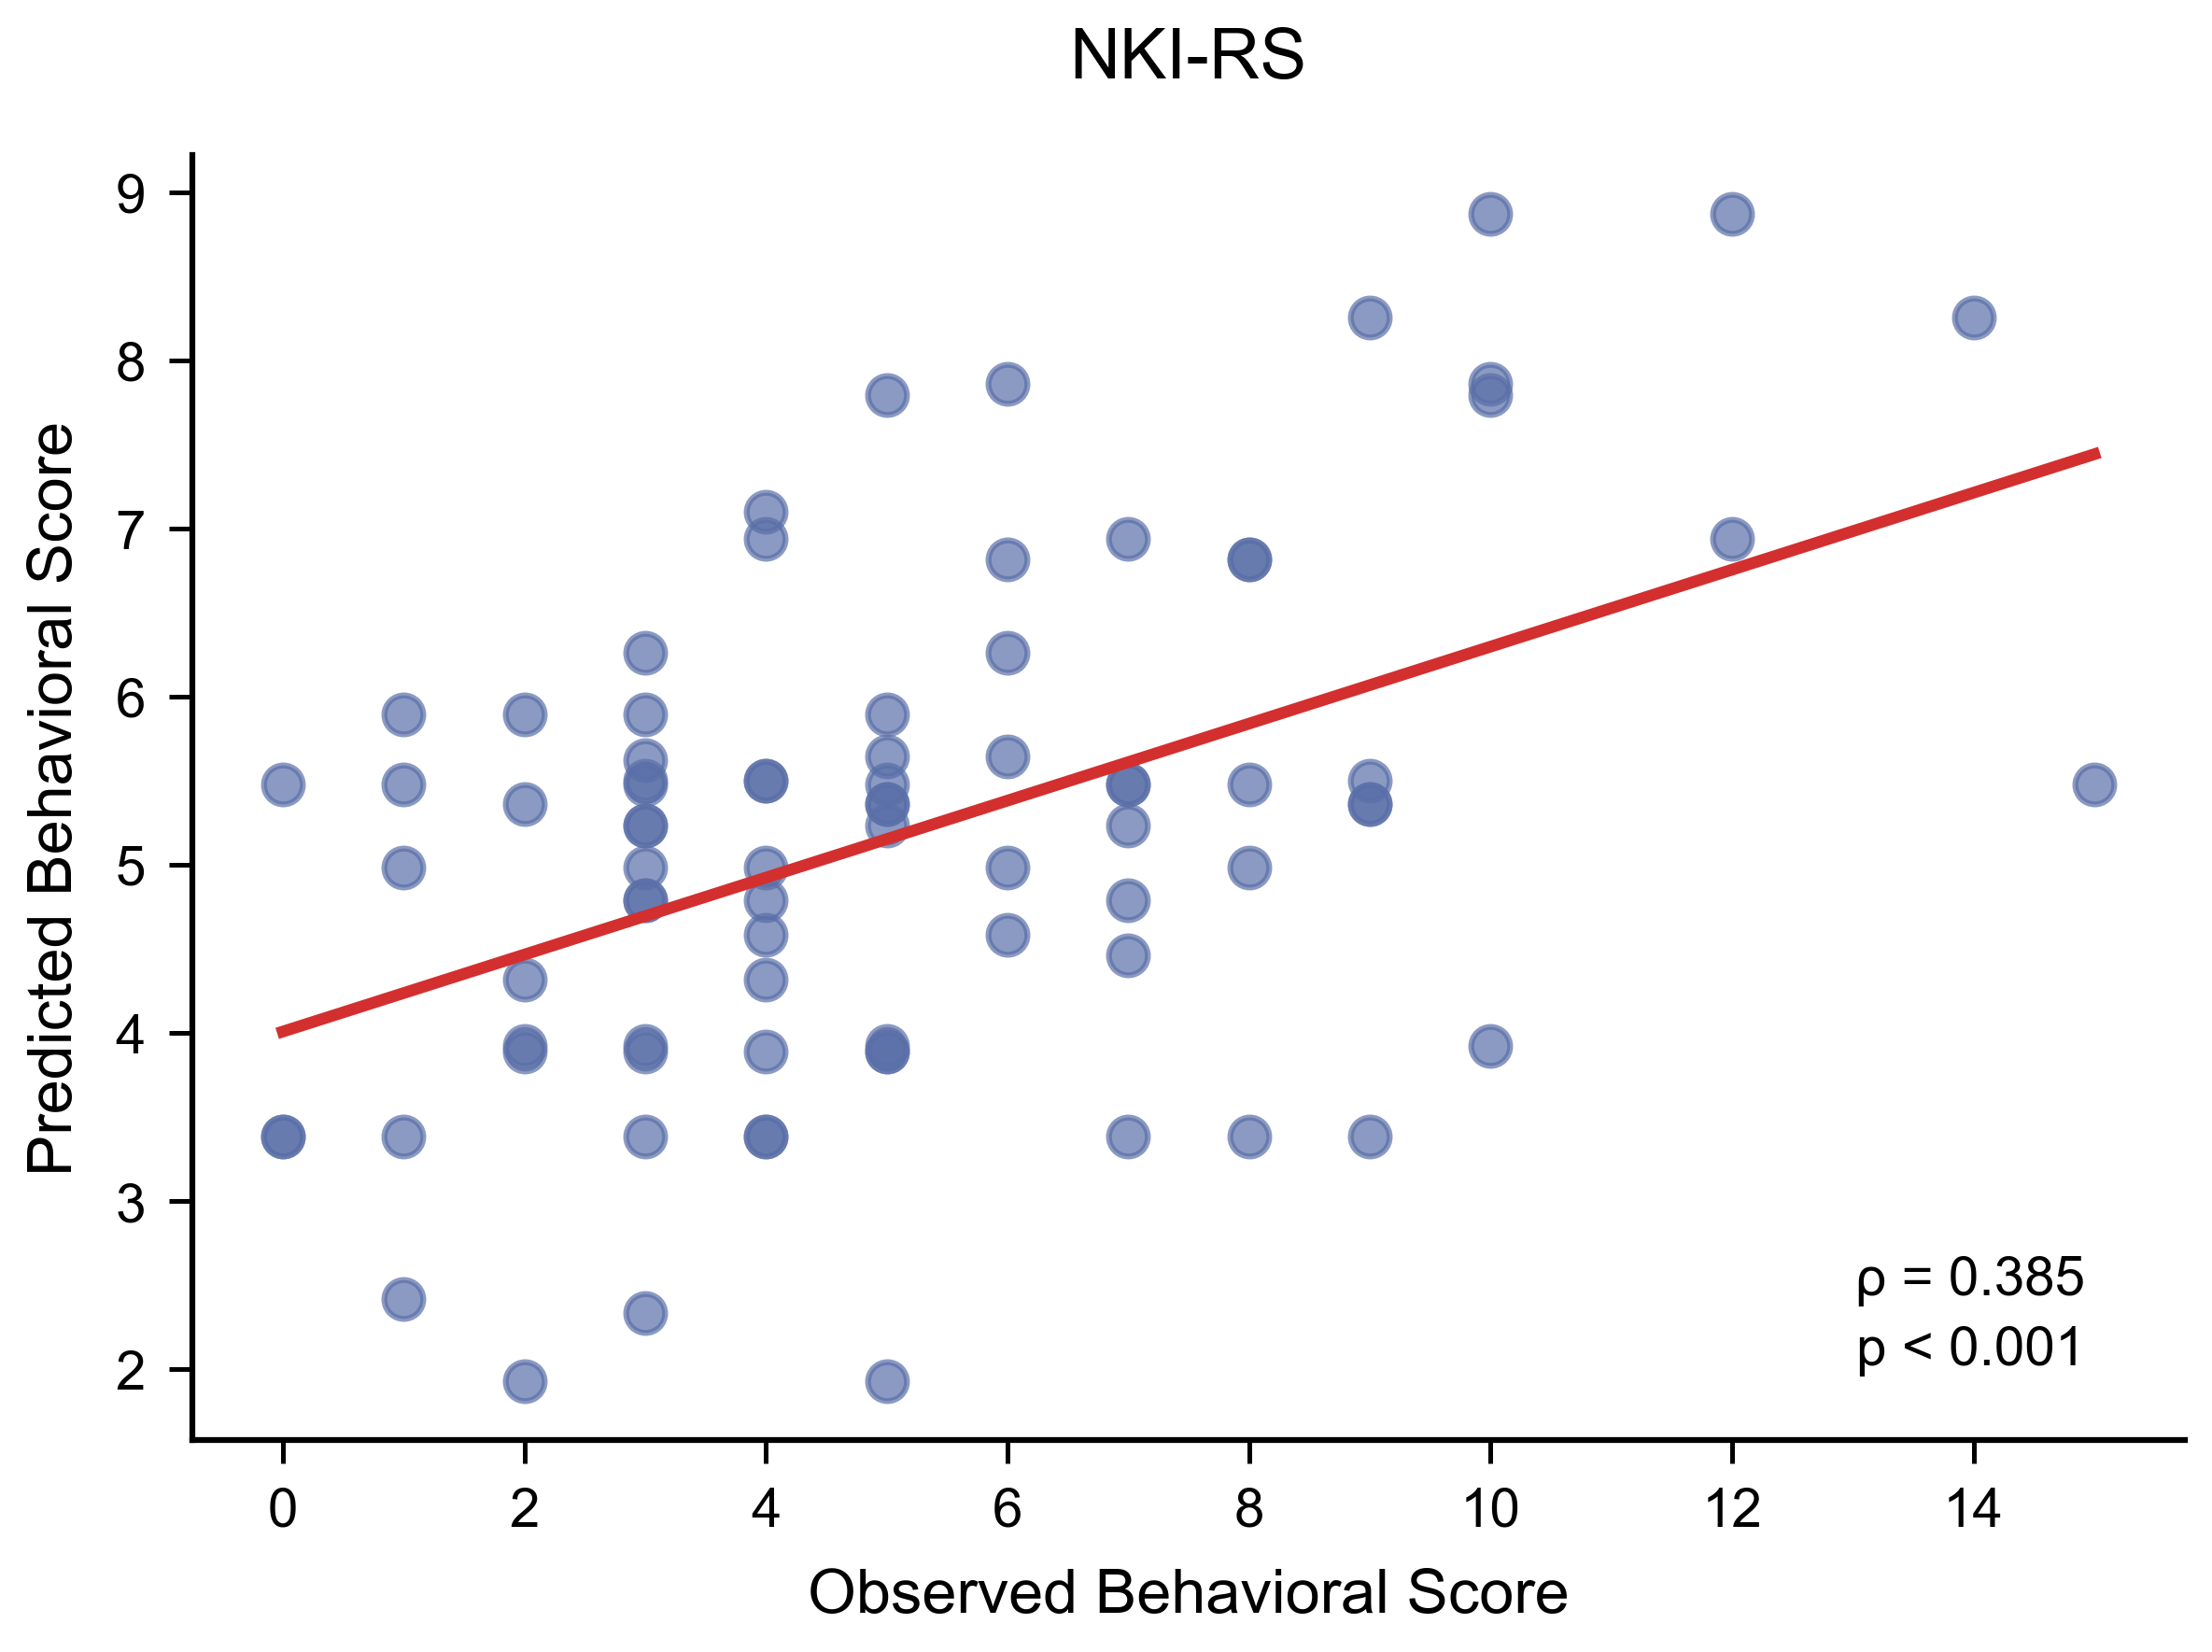 NKI-RS
9
8
7
6
5
4
3
2
Predicted Behavioral Score
ρ = 0.385
p < 0.001
0 2 4 6 8 10 12 14
Observed Behavioral Score